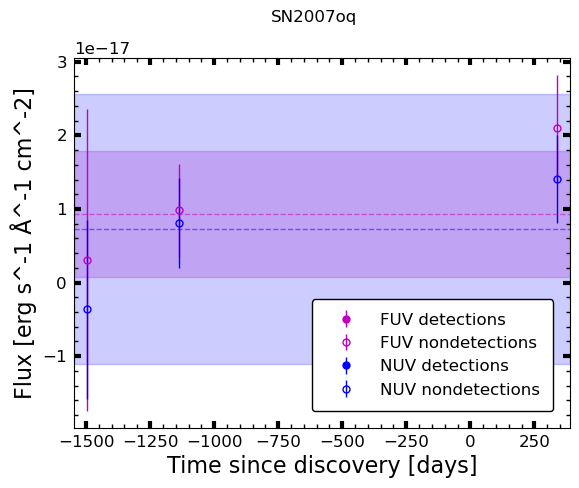 SN2007oq
1e−17
3
2
1
0
−1
Flux [erg s^-1 Å^-1 cm^-2]
FUV detections
FUV nondetections
NUV detections
NUV nondetections
−1500 −1250 −1000 −750 −500 −250 0 250
Time since discovery [days]